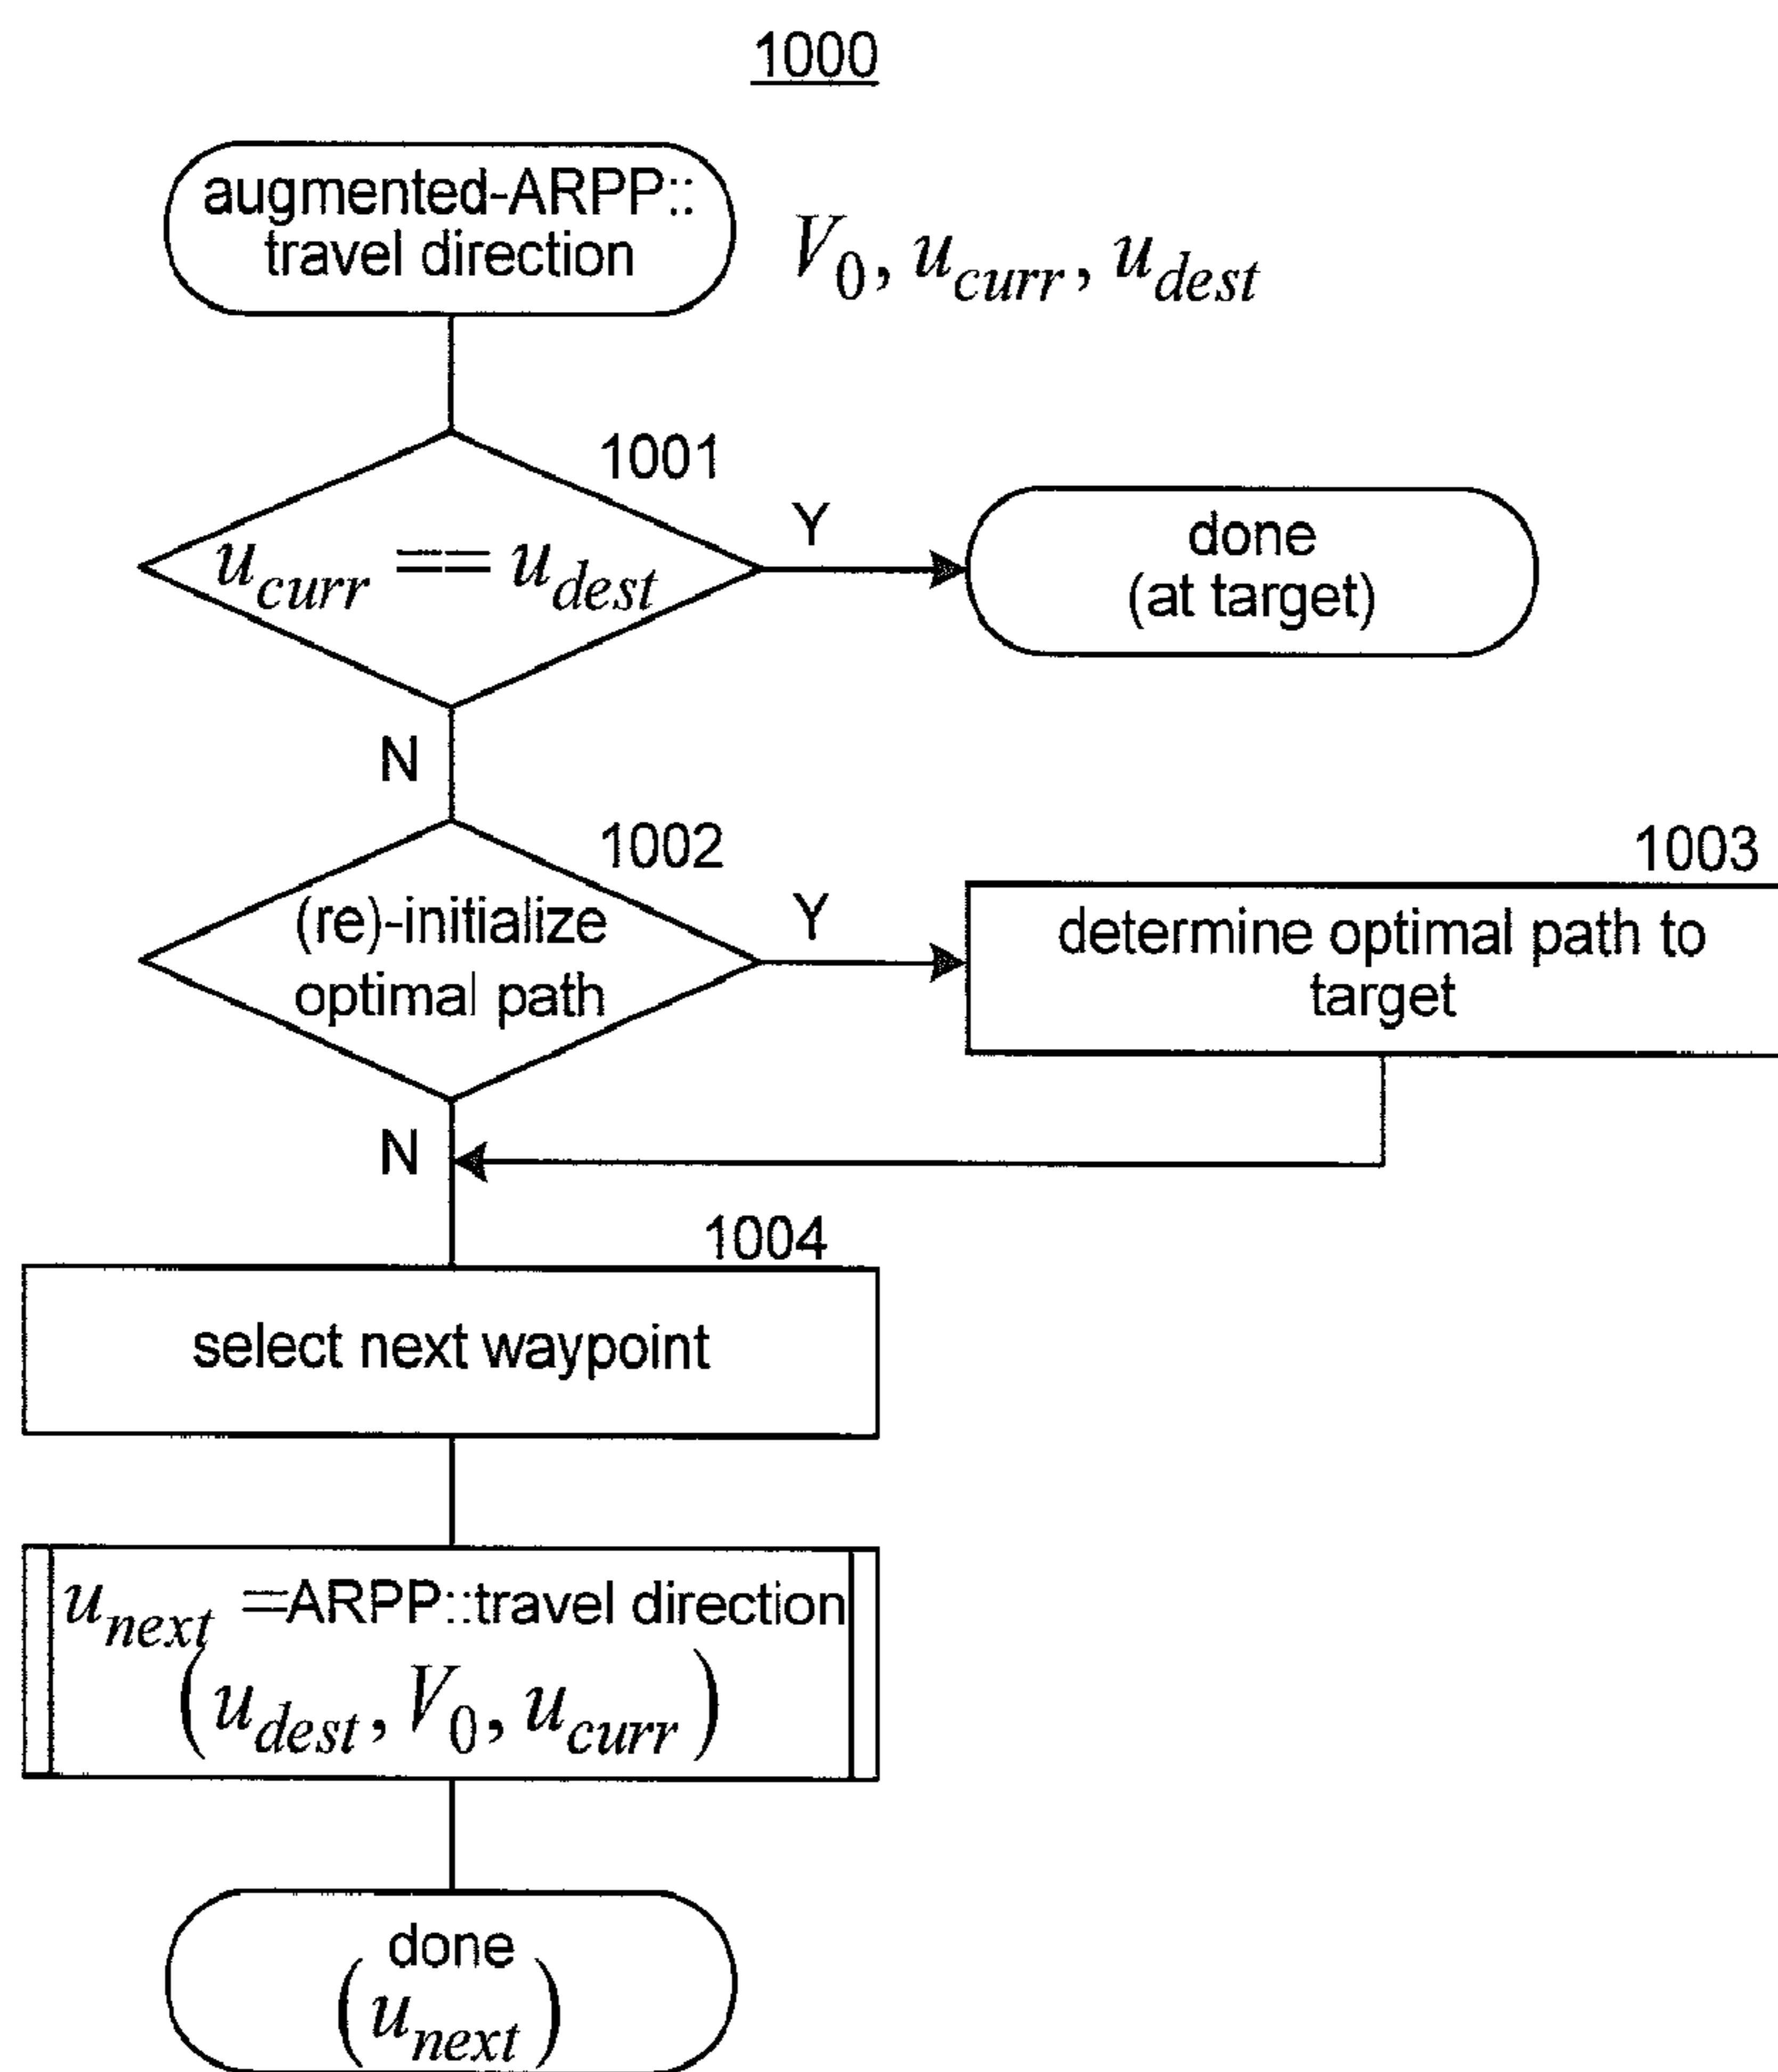 1000
augmented-ARPP::
travel direction
V0, ucurr, udest
1001
ucurr == udest
Y
done
(at target)
N
1002
(re)-initialize
optimal path
Y
1003
determine optimal path to
target
N
1004
select next waypoint
unext =ARPP::travel direction
(udest, V0, ucurr)
done
(unext)